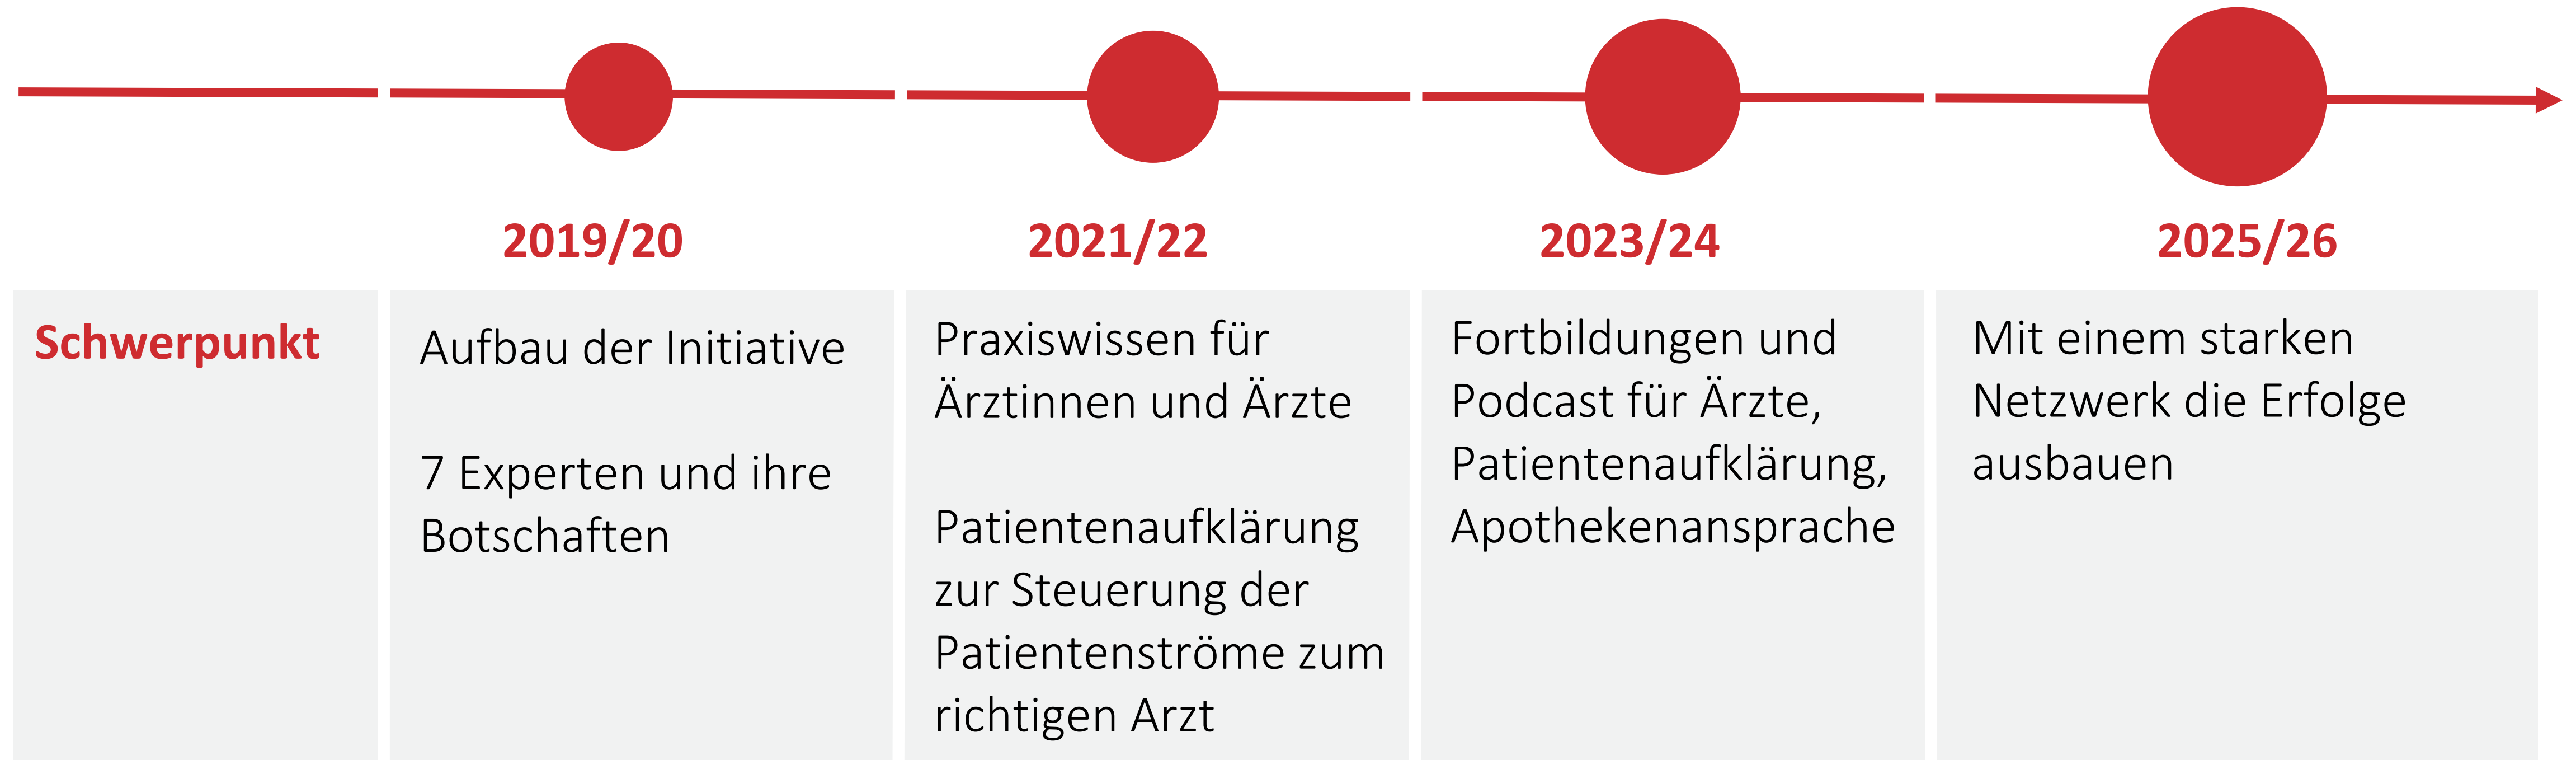 2019/20
2021/22
2023/24
2025/26
Schwerpunkt
Aufbau der Initiative
7 Experten und ihre
Botschaften
Praxiswissen für
Ärztinnen und Ärzte
Patientenaufklärung
zur Steuerung der
Patientenströme zum
richtigen Arzt
Fortbildungen und
Podcast für Ärzte,
Patientenaufklärung,
Apothekenansprache
Mit einem starken
Netzwerk die Erfolge
ausbauen